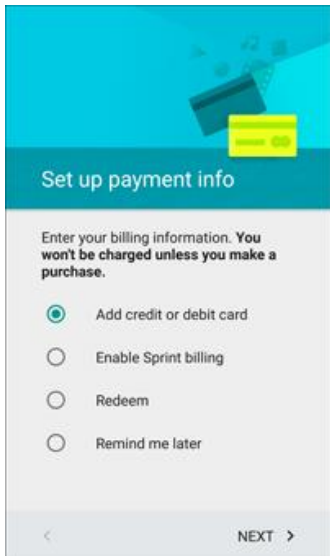 Set up payment info
Enter your billing information. You
won't be charged unless you make a
purchase.
Add credit or debit card
Enable Sprint billing
Redeem
Remind me later
NEXT